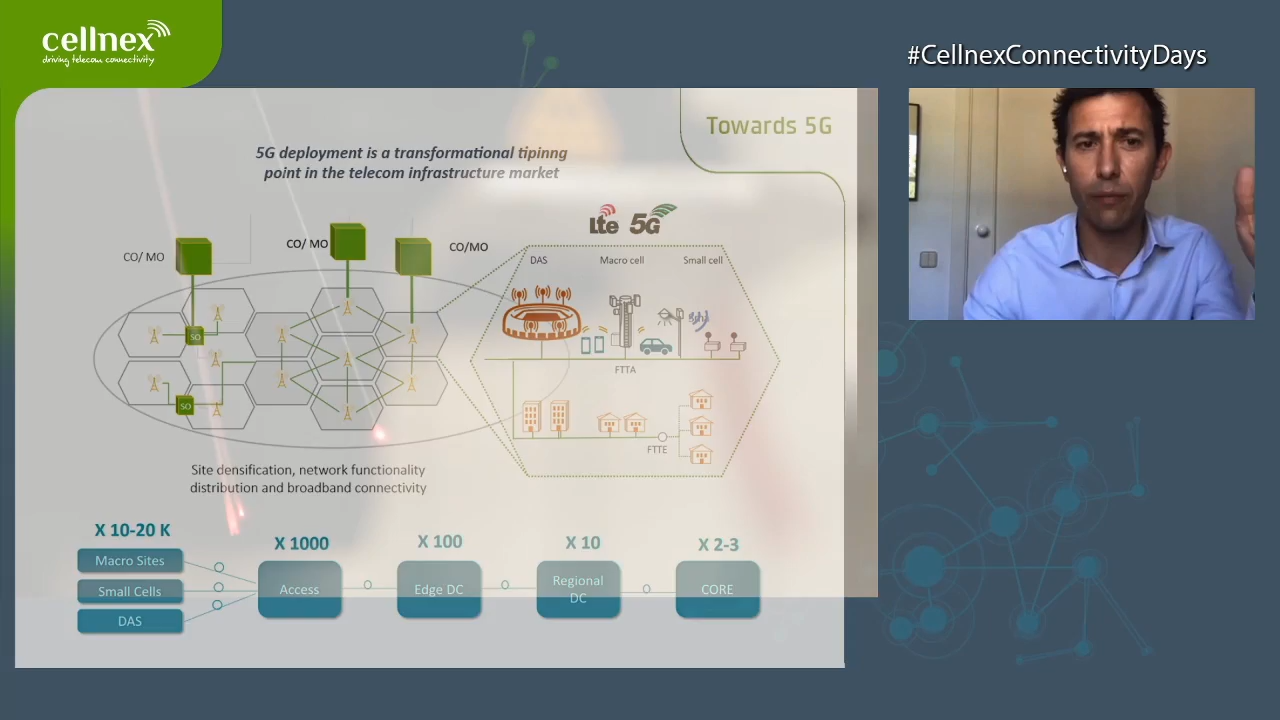 cellnex
driving telecom connectivity
#CellnexConnectivityDays
Towards 5G
5G deployment is a transformational tipinng
point in the telecom infrastructure market
LTE 5G
CO/ MO
CO/ MO
CO/MO
DAS
Macro cell
Small cell
SO
SO
FTTA
FTTE
Site densification, network functionality
distribution and broadband connectivity
X 10-20 K
X 1000
X 100
X 10
X 2-3
Macro Sites
Small Cells
DAS
Access
Edge DC
Regional
DC
CORE